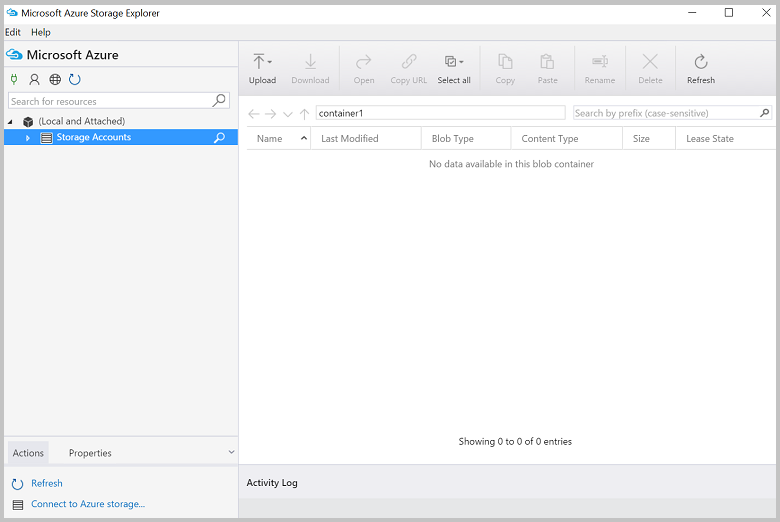 Microsoft Azure Storage Explorer
Edit Help
Microsoft Azure
Search for resources
(Local and Attached)
Storage Accounts
Actions Properties
Refresh
Connect to Azure storage...
Upload Download Open Copy URL Select all Copy Paste Rename Delete Refresh
container1 Search by prefix (case-sensitive)
Name Last Modified Blob Type Content Type Size Lease State
No data available in this blob container
Showing 0 to 0 of 0 entries
Activity Log